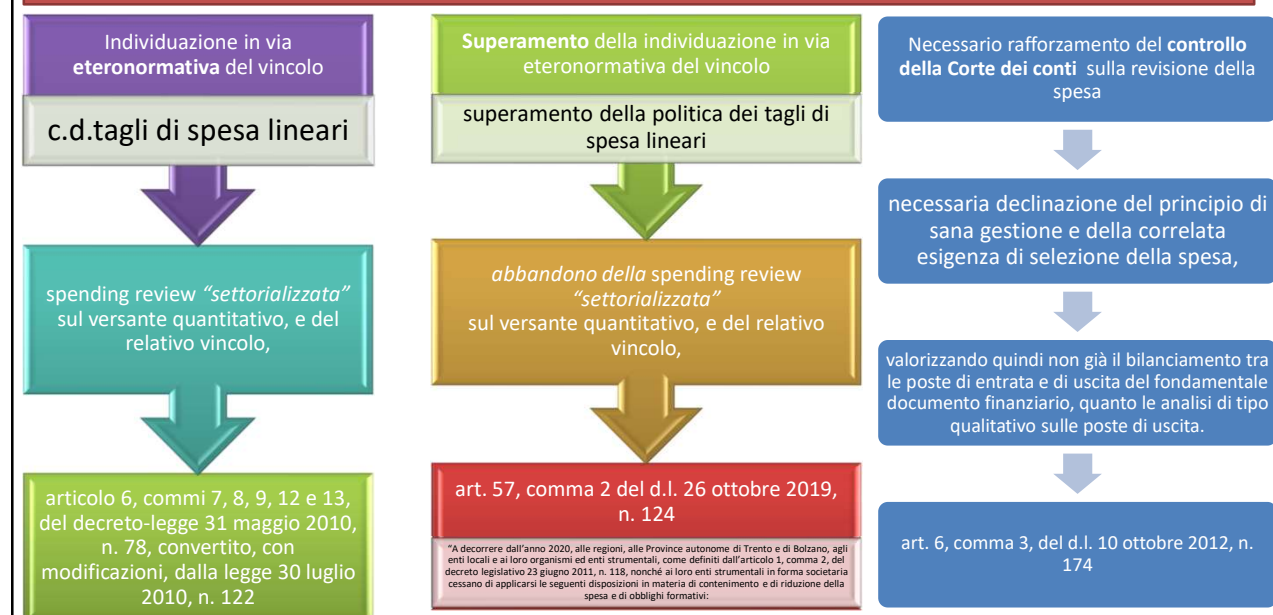 Individuazione in via
eteronormativa del vincolo
c.d.tagli di spesa lineari
spending review “settorializzata”
sul versante quantitativo, e del
relativo vincolo,
articolo 6, commi 7, 8, 9, 12 e 13,
del decreto-legge 31 maggio 2010,
n. 78, convertito, con
modificazioni, dalla legge 30 luglio
2010, n. 122
Superamento della individuazione in via
eteronormativa del vincolo
superamento della politica dei tagli di
spesa lineari
abbandono della spending review
“settorializzata”
sul versante quantitativo, e del relativo
vincolo,
art. 57, comma 2 del d.l. 26 ottobre 2019,
n. 124
“A decorrere dall’anno 2020, alle regioni, alle Province autonome di Trento e di Bolzano, agli
enti locali e ai loro organismi ed enti strumentali, come definiti dall’articolo 1, comma 2, del
decreto legislativo 23 giugno 2011, n. 118, nonché ai loro enti strumentali in forma societaria
cessano di applicarsi le seguenti disposizioni in materia di contenimento e di riduzione della
spesa e di obblighi formativi:
Necessario rafforzamento del controllo
della Corte dei conti sulla revisione della
spesa
necessaria declinazione del principio di
sana gestione e della correlata
esigenza di selezione della spesa,
valorizzando quindi non già il bilanciamento tra
le poste di entrata e di uscita del fondamentale
documento finanziario, quanto le analisi di tipo
qualitativo sulle poste di uscita.
art. 6, comma 3, del d.l. 10 ottobre 2012, n.
174